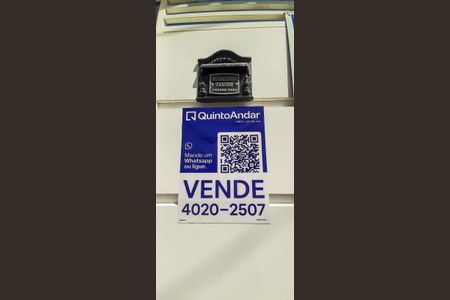 QuintoAndar
Mande um
Whatsapp
ou ligue.
VENDE
4020-2507